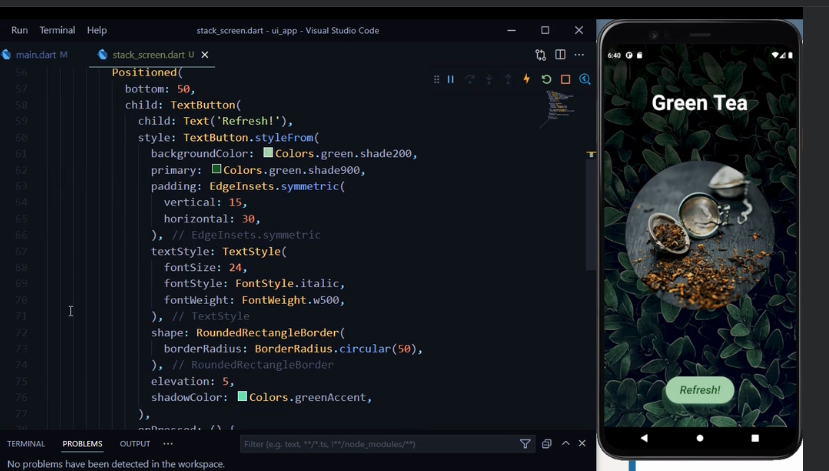 Run Terminal Help stack_screen.dart - ui_app - Visual Studio Code
main.dart M stack_screen.dart U
56 Positioned(
57 bottom: 50,
58 child: TextButton(
59 child: Text('Refresh!'),
60 style: TextButton.styleFrom(
61 backgroundColor: Colors.green.shade200,
62 primary: Colors.green.shade900,
63 padding: EdgeInsets.symmetric(
64 vertical: 15,
65 horizontal: 30,
66 ), // EdgeInsets.symmetric
67 textStyle: TextStyle(
68 fontSize: 24,
69 fontStyle: FontStyle.italic,
70 fontWeight: FontWeight.w500,
71 ), // TextStyle
72 shape: RoundedRectangleBorder(
73 borderRadius: BorderRadius.circular(50),
74 ), // RoundedRectangleBorder
75 elevation: 5,
76 shadowColor: Colors.greenAccent,
77 ),
onPressed: () {
TERMINAL PROBLEMS OUTPUT ...
Filter (e.g. text, **/*.ts, !**/node_modules/**)
No problems have been detected in the workspace.
6:40
Green Tea
Refresh!